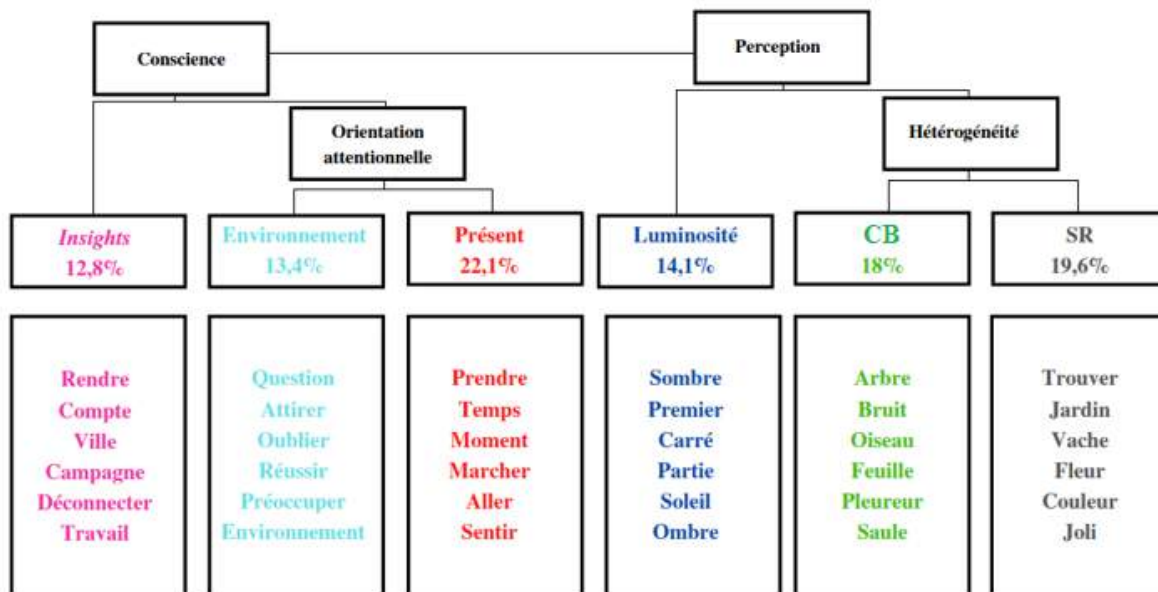 Conscience
Perception
Orientation
attentionnelle
Hétérogénéité
Insights
12,8%
Environnement
13,4%
Présent
22,1%
Luminosité
14,1%
CB
18%
SR
19,6%
Rendre
Compte
Ville
Campagne
Déconnecter
Travail
Question
Attirer
Oublier
Réussir
Préoccuper
Environnement
Prendre
Temps
Moment
Marcher
Aller
Sentir
Sombre
Premier
Carré
Partie
Soleil
Ombre
Arbre
Bruit
Oiseau
Feuille
Pleureur
Saule
Trouver
Jardin
Vache
Fleur
Couleur
Joli